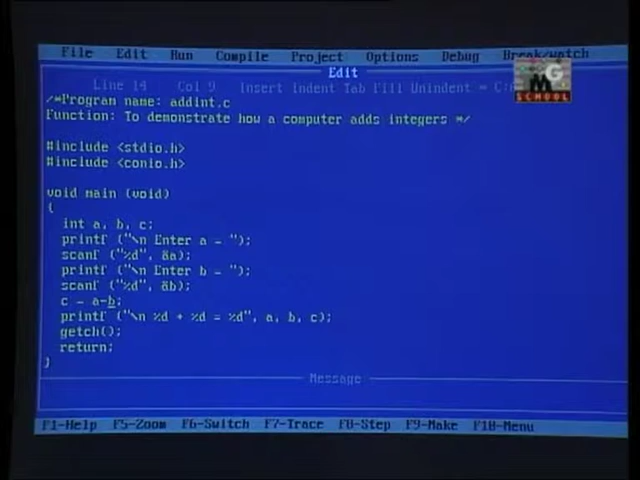 File Edit Run Compile Project Options Debug Break/watch
Edit
Line 14 Col 9 Insert Indent Tab Fill Unindent * C:
MG
SCHOOL
/*Program name: addint.c
Function: To demonstrate how a computer adds integers */
#include <stdio.h>
#include <conio.h>
void main (void)
{
int a, b, c;
printf ("\n Enter a = ");
scanf ("%d", &a);
printf ("\n Enter b = ");
scanf ("%d", &b);
c = a-b;
printf ("\n %d + %d = %d", a, b, c);
getch();
return;
}
Message
F1-Help F5-Zoom F6-Switch F7-Trace F8-Step F9-Make F10-Menu